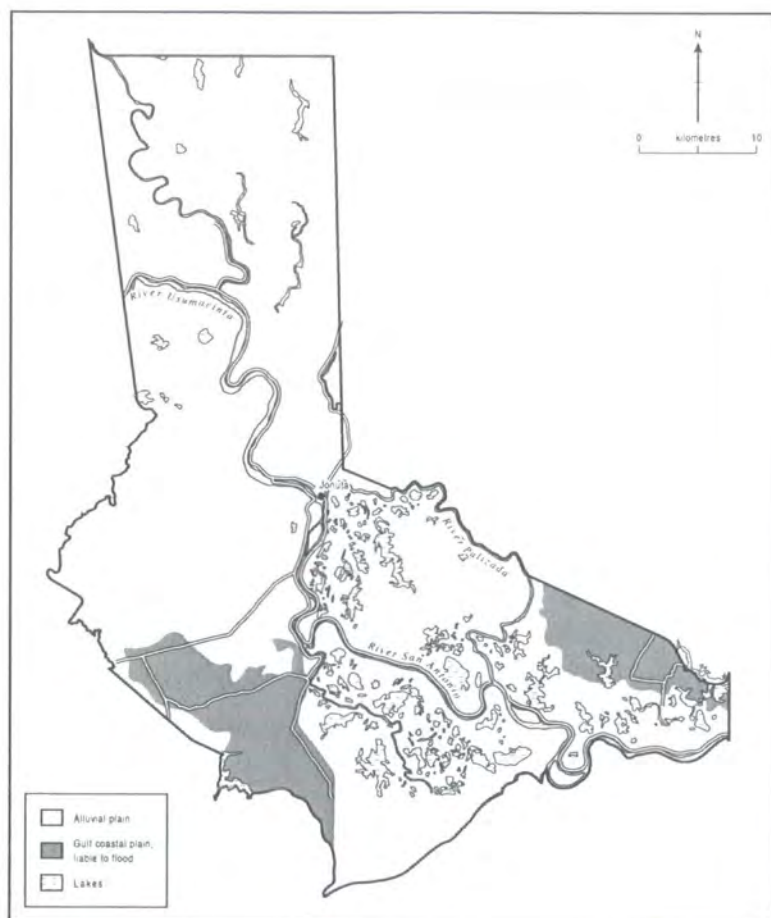 N
0 kilometres 10
River Usumacinta
Jonuta
River Palizada
River San Antonio
Alluvial plain
Gulf coastal plain,
liable to flood
Lakes